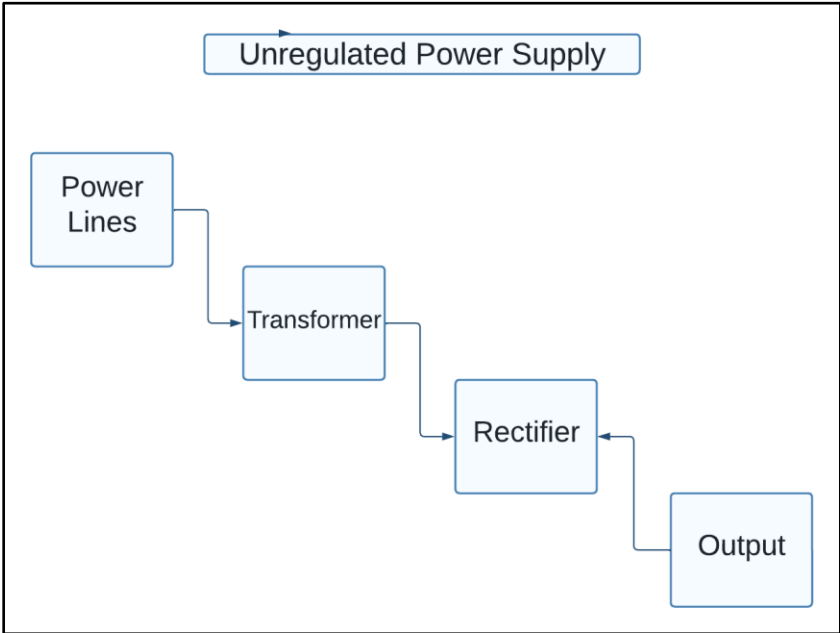 Unregulated Power Supply
Power
Lines
Transformer
Rectifier
Output